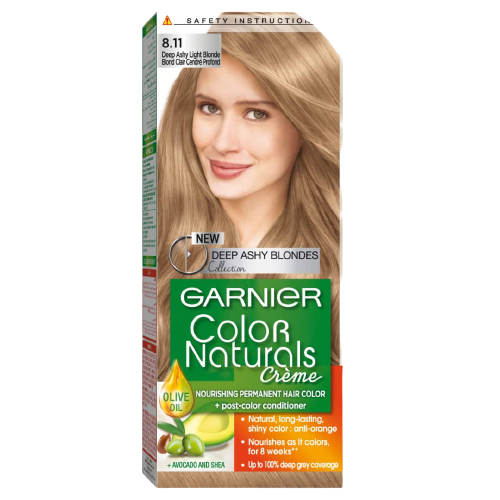 SAFETY INSTRUCTION
8.11
Deep Ashy Light Blonde
Blond Clair Cendré Profond
NEW
DEEP ASHY BLONDES
Collection
GARNIER
Color
Naturals
Crème
NOURISHING PERMANENT HAIR COLOR
+ post-color conditioner
OLIVE
OIL
+ AVOCADO AND SHEA
• Natural, long-lasting,
shiny color : anti-orange
• Nourishes as it colors,
for 8 weeks**
• Up to 100% deep grey coverage